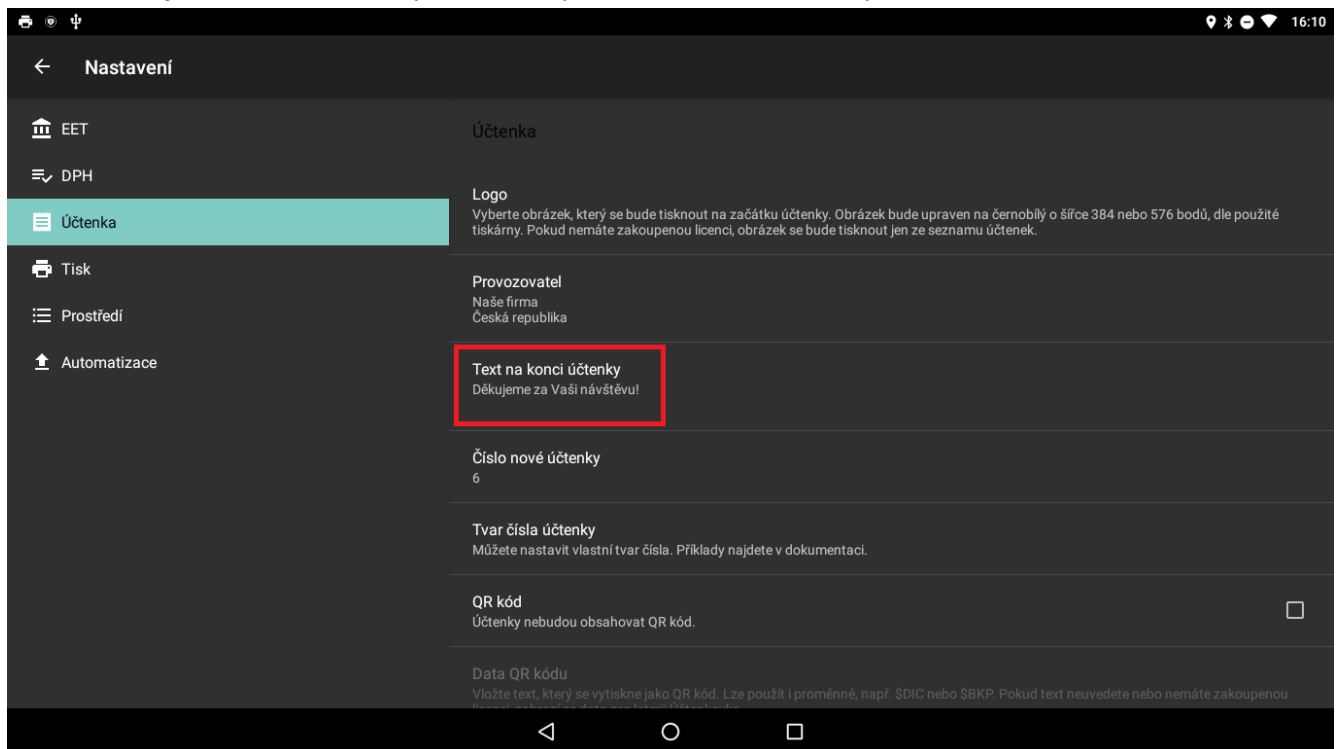 16:10
Nastavení
EET
DPH
Účtenka
Tisk
Prostředí
Automatizace
Účtenka
Logo
Vyberte obrázek, který se bude tisknout na začátku účtenky. Obrázek bude upraven na černobílý o šířce 384 nebo 576 bodů, dle použité
tiskárny. Pokud nemáte zakoupenou licenci, obrázek se bude tisknout jen ze seznamu účtenek.
Provozovatel
Naše firma
Česká republika
Text na konci účtenky
Děkujeme za Vaši návštěvu!
Číslo nové účtenky
6
Tvar čísla účtenky
Můžete nastavit vlastní tvar čísla. Příklady najdete v dokumentaci.
QR kód
Účtenky nebudou obsahovat QR kód.
Data QR kódu
Vložte text, který se vytiskne jako QR kód. Lze použít i proměnné, např. $DIC nebo $BKP. Pokud text neuvedete nebo nemáte zakoupenou